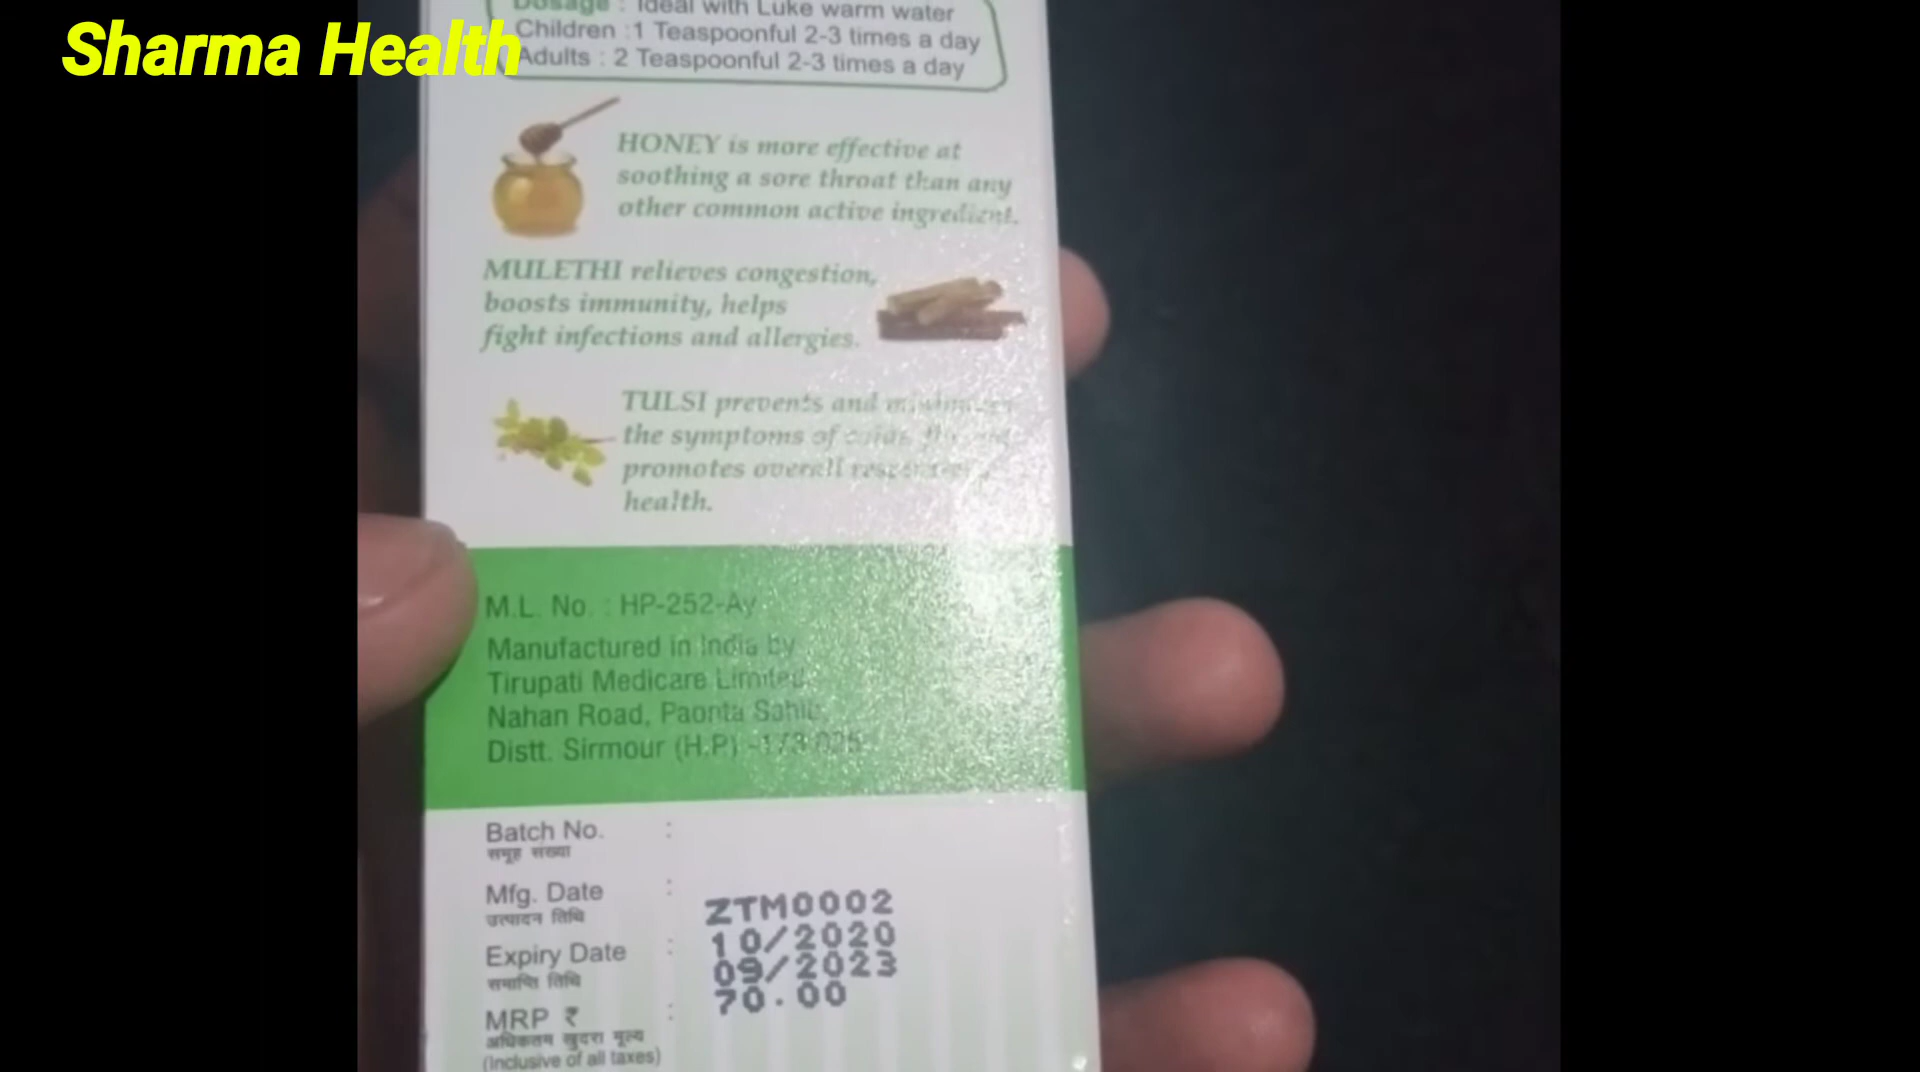 Sharma Health
Dosage : Ideal with Luke warm water
Children :1 Teaspoonful 2-3 times a day
Adults : 2 Teaspoonful 2-3 times a day
HONEY is more effective at
soothing a sore throat than any
other common active ingredient.
MULETHI relieves congestion,
boosts immunity, helps
fight infections and allergies.
TULSI prevents and
the symptoms of
promotes overall
health.
M.L. No. : HP-252-Ay
Manufactured in India by
Tirupati Medicare Limited
Nahan Road, Paonta Sahib,
Distt. Sirmour (H.P)
Batch No. :
समूह संख्या
Mfg. Date :
उत्पादन तिथि
ZTM0002
10/2020
Expiry Date :
09/2023
समाप्ति तिथि
70.00
MRP ₹ :
अधिकतम खुदरा मूल्य
(Inclusive of all taxes)